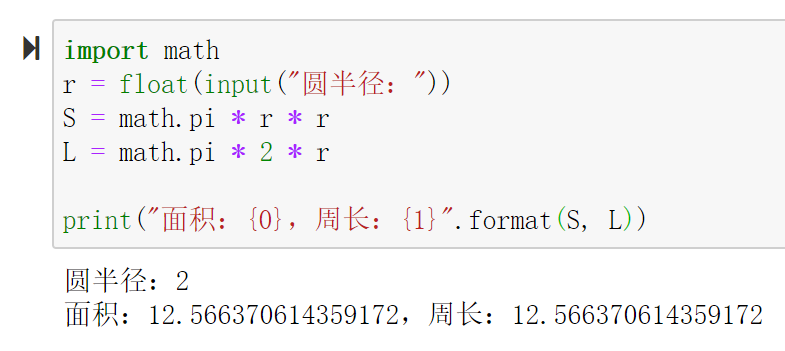 import math
r = float(input("圆半径："))
S = math.pi * r * r
L = math.pi * 2 * r
print("面积：{0}，周长：{1}".format(S, L))
圆半径：2
面积：12.566370614359172，周长：12.566370614359172